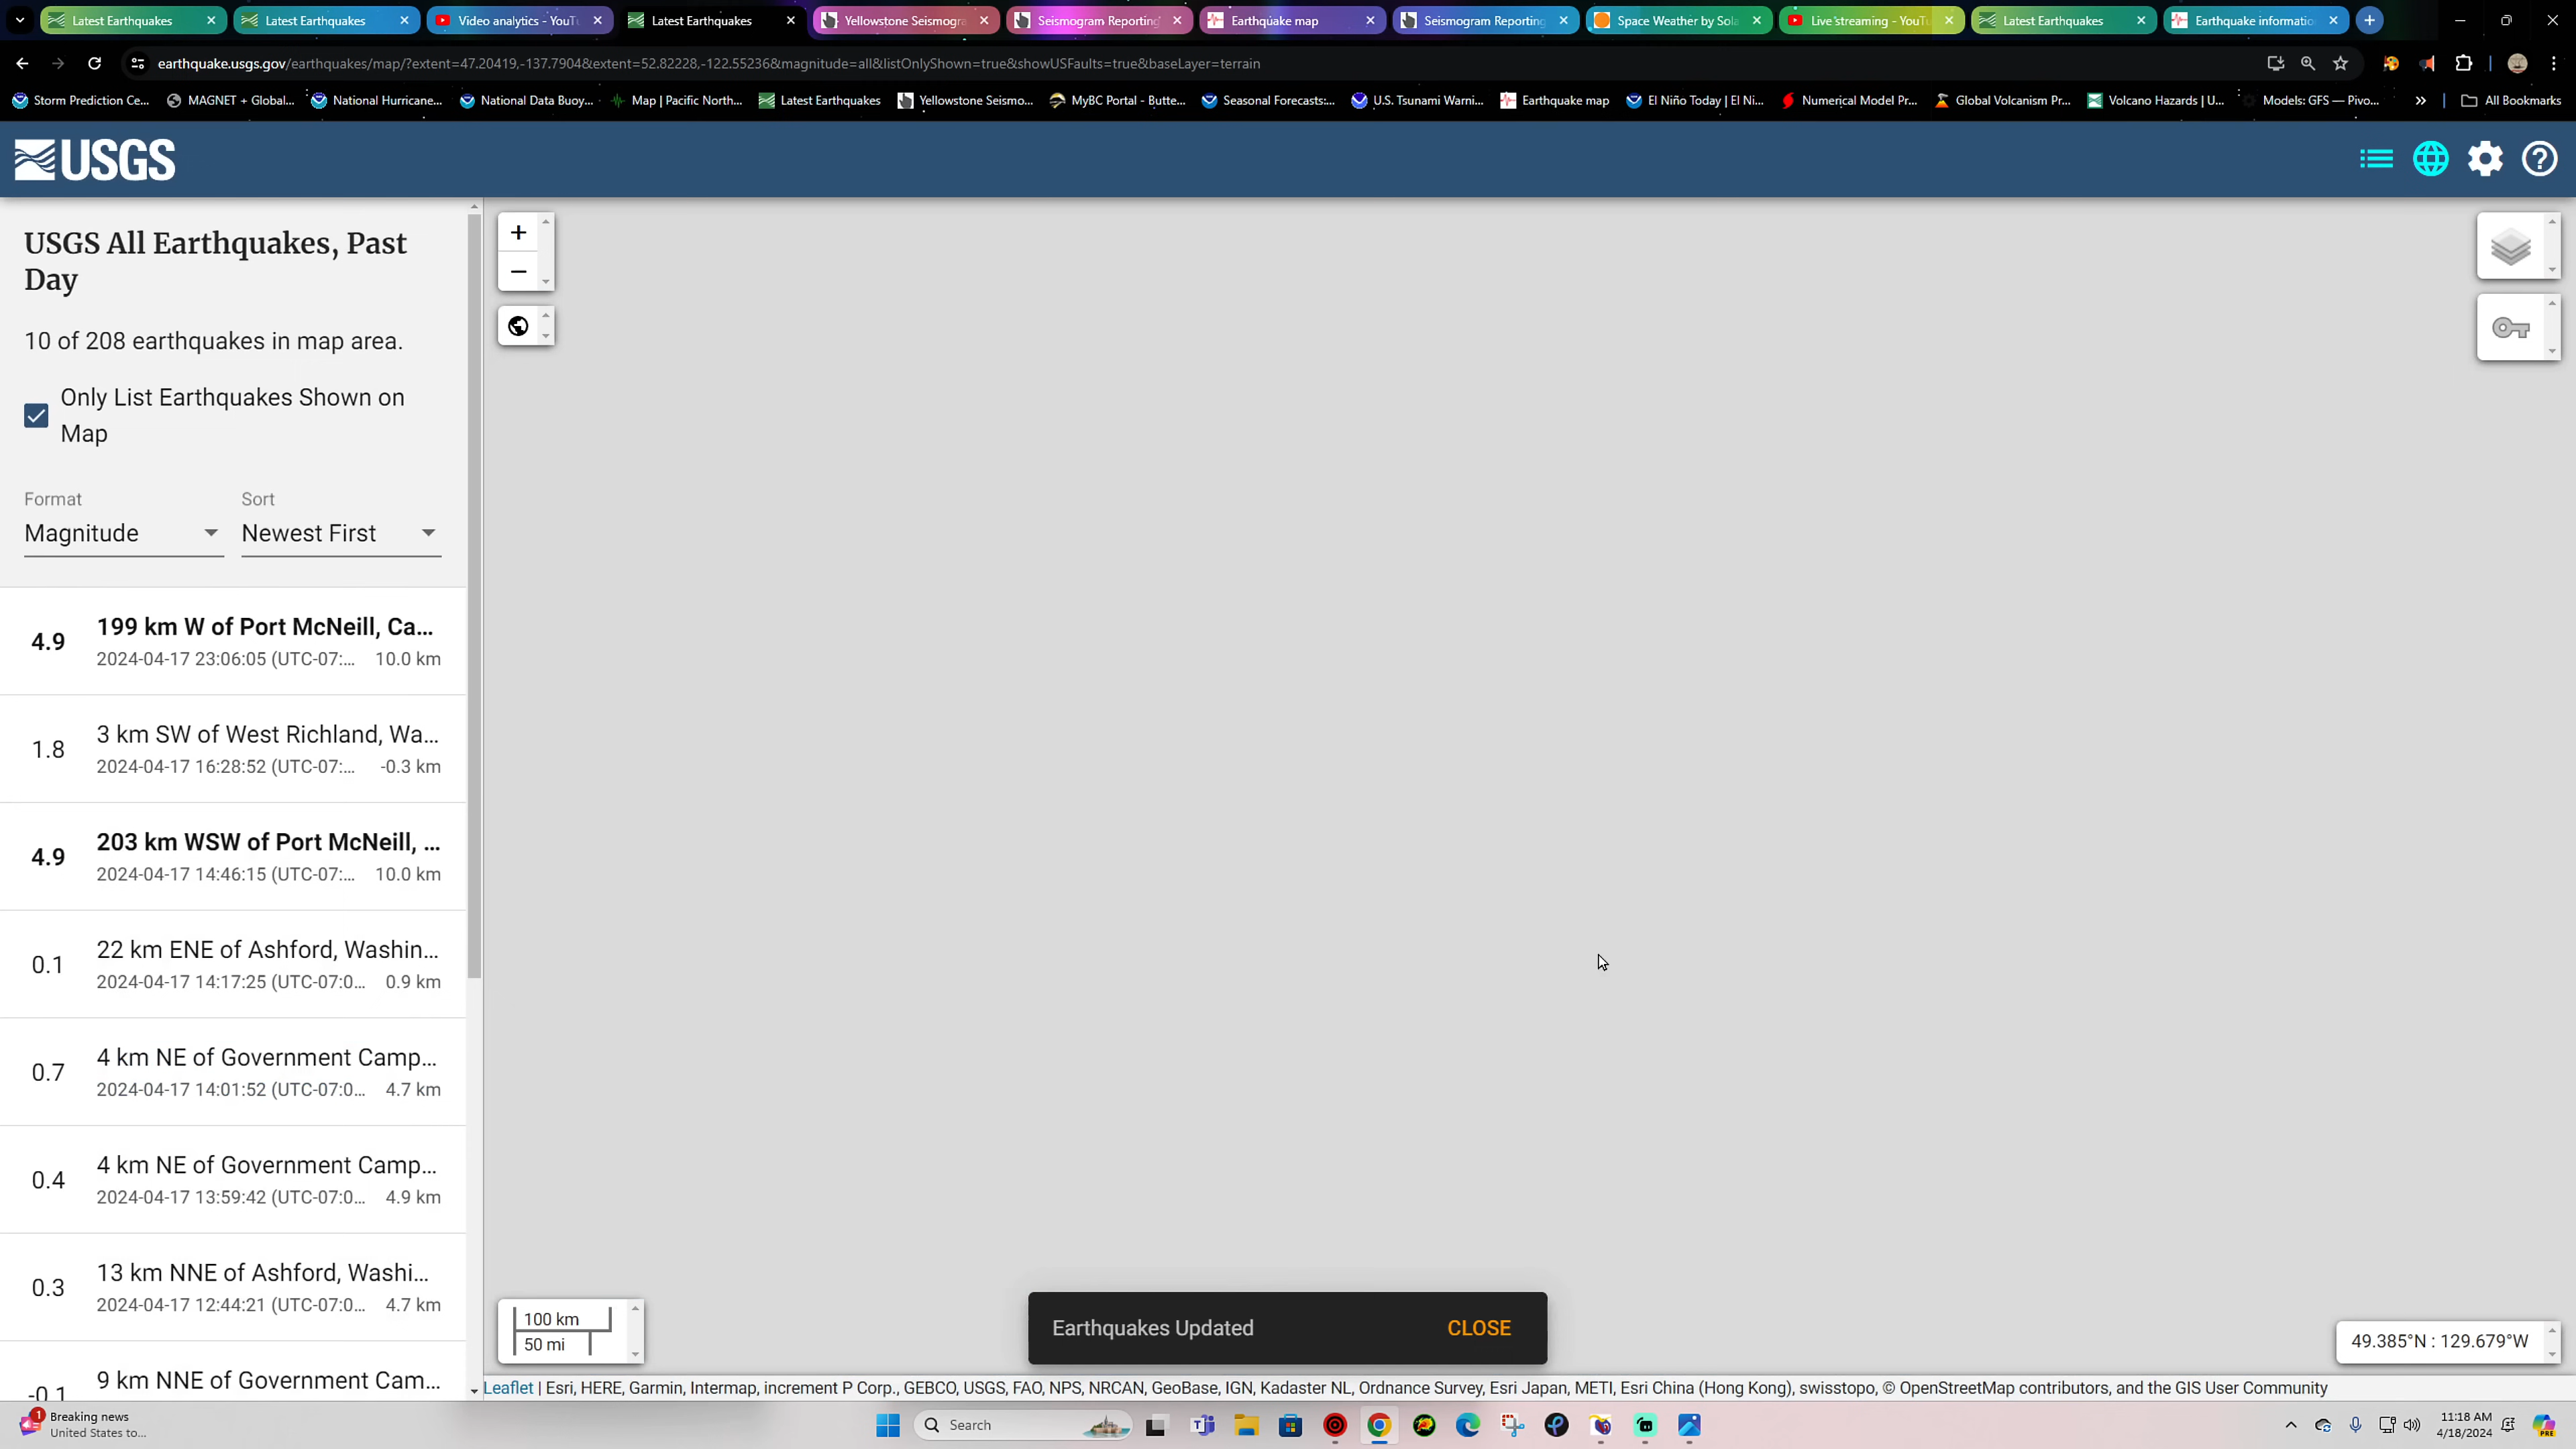 Latest Earthquakes
Latest Earthquakes
Video analytics - YouTu
Latest Earthquakes
Yellowstone Seismogra
Seismogram Reporting
Earthquake map
Seismogram Reporting
Space Weather by Sola
Live streaming - YouTu
Latest Earthquakes
Earthquake informatio
earthquake.usgs.gov/earthquakes/map/?extent=47.20419,-137.7904&extent=52.82228,-122.55236&magnitude=all&listOnlyShown=true&showUSFaults=true&baseLayer=terrain
Storm Prediction Ce...
MAGNET + Global...
National Hurricane...
National Data Buoy...
Map | Pacific North...
Latest Earthquakes
Yellowstone Seismo...
MyBC Portal - Butte...
Seasonal Forecasts:...
U.S. Tsunami Warni...
Earthquake map
El Niño Today | El Ni...
Numerical Model Pr...
Global Volcanism Pr...
Volcano Hazards | U...
Models: GFS — Pivo...
»
All Bookmarks
USGS
USGS All Earthquakes, Past
Day
10 of 208 earthquakes in map area.
Only List Earthquakes Shown on
Map
Format
Sort
Magnitude
Newest First
4.9
199 km W of Port McNeill, Ca...
2024-04-17 23:06:05 (UTC-07:... 10.0 km
1.8
3 km SW of West Richland, Wa...
2024-04-17 16:28:52 (UTC-07:... -0.3 km
4.9
203 km WSW of Port McNeill, ...
2024-04-17 14:46:15 (UTC-07:... 10.0 km
0.1
22 km ENE of Ashford, Washin...
2024-04-17 14:17:25 (UTC-07:0... 0.9 km
0.7
4 km NE of Government Camp...
2024-04-17 14:01:52 (UTC-07:0... 4.7 km
0.4
4 km NE of Government Camp...
2024-04-17 13:59:42 (UTC-07:0... 4.9 km
0.3
13 km NNE of Ashford, Washi...
2024-04-17 12:44:21 (UTC-07:0... 4.7 km
-0.1
9 km NNE of Government Cam...
+
−
100 km
50 mi
Earthquakes Updated CLOSE
49.385°N : 129.679°W
Leaflet | Esri, HERE, Garmin, Intermap, increment P Corp., GEBCO, USGS, FAO, NPS, NRCAN, GeoBase, IGN, Kadaster NL, Ordnance Survey, Esri Japan, METI, Esri China (Hong Kong), swisstopo, © OpenStreetMap contributors, and the GIS User Community
1
Breaking news
United States to...
Search
11:18 AM
4/18/2024
PRE